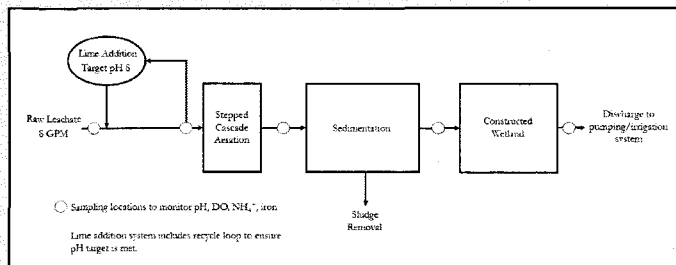 Lime Addition
Target pH 8
Raw Leachate
8 GPM
Stepped
Cascade
Aeration
Sedimentation
Constructed
Wetland
Discharge to
pumping/irrigation
system
Sludge
Removal
Sampling locations to monitor pH, DO, NH₄⁺, iron
Lime addition system includes recycle loop to ensure
pH target is met.